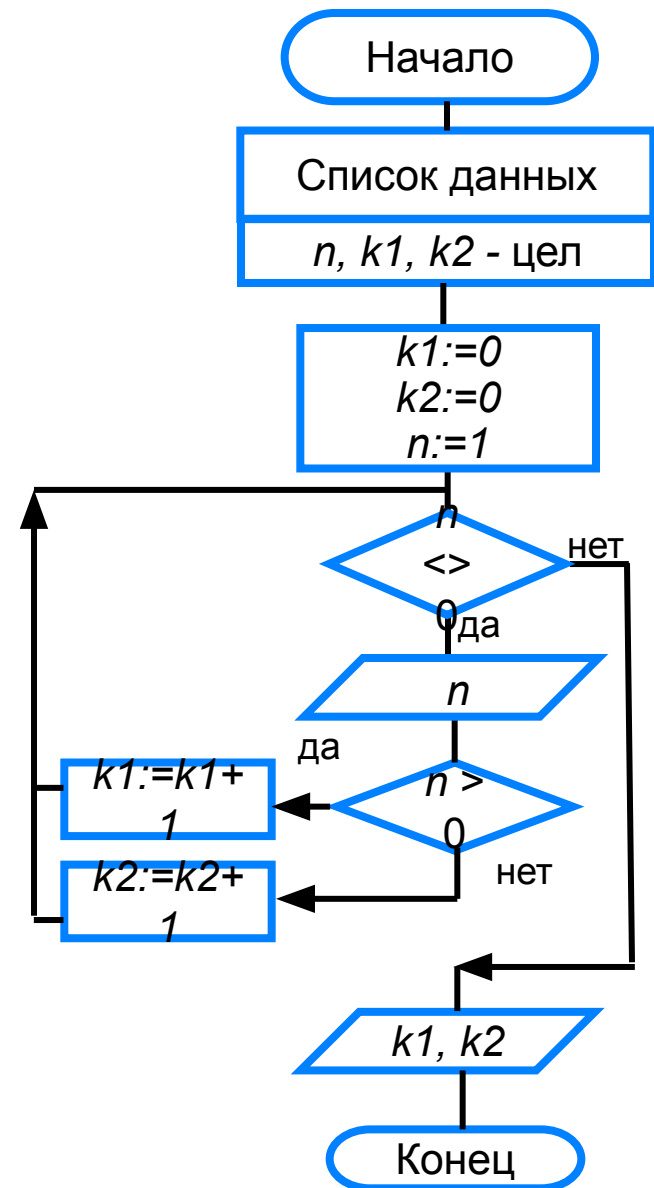 Начало
Список данных
n, k1, k2 - цел
k1:=0
k2:=0
n:=1
n
<>
0
нет
да
n
да
n >
0
k1:=k1+
1
нет
k2:=k2+
1
k1, k2
Конец